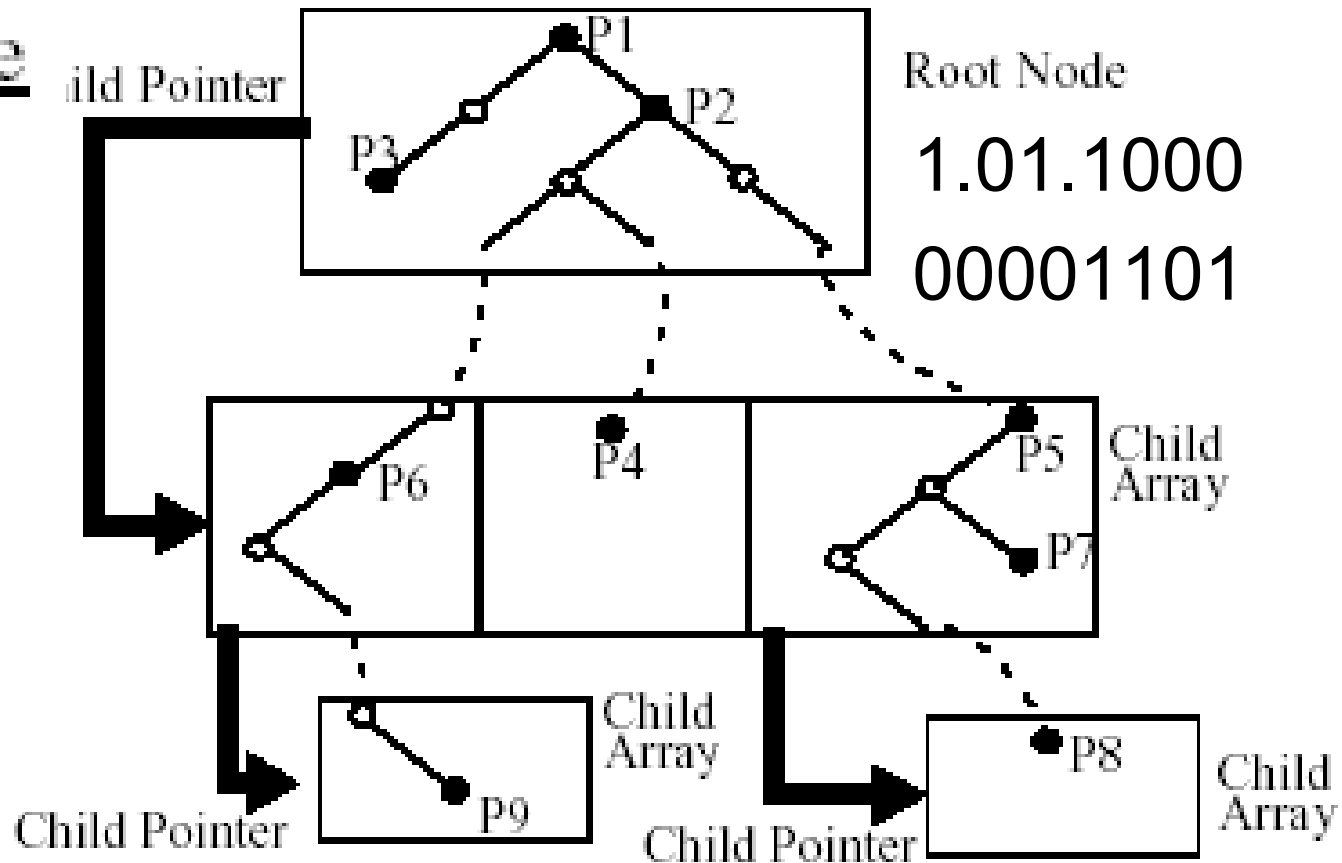 P1
ild Pointer
Root Node
P2
P3
1.01.1000
00001101
P6
P4
P5
Child
Array
P7
Child
Array
P9
Child Pointer
P8
Child
Array
Child Pointer